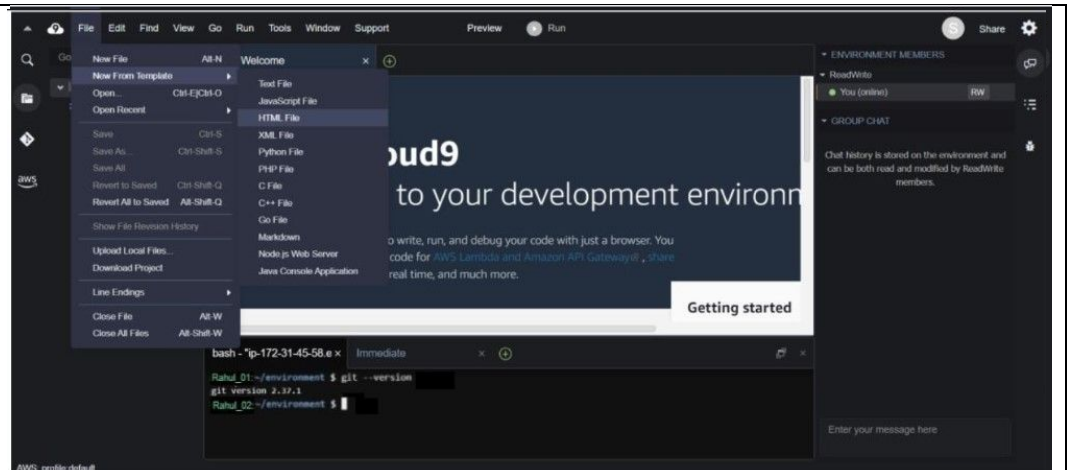 File Edit Find View Go Run Tools Window Support Preview Run S Share
Go
New File Alt-N
New From Template
Open... Ctrl-E|Ctrl-O
Open Recent
Save Ctrl-S
Save As... Ctrl-Shift-S
Save All
Revert to Saved Ctrl-Shift-Q
Revert All to Saved Alt-Shift-Q
Show File Revision History
Upload Local Files...
Download Project
Line Endings
Close File Alt-W
Close All Files Alt-Shift-W
Text File
JavaScript File
HTML File
XML File
Python File
PHP File
C File
C++ File
Go File
Markdown
Node.js Web Server
Java Console Application
Welcome
oud9
to your development environn
o write, run, and debug your code with just a browser. You
code for AWS Lambda and Amazon API Gateway, share
real time, and much more.
Getting started
bash - "ip-172-31-45-58.e × Immediate ×
Rahul_01:~/environment $ git --version
git version 2.37.1
Rahul_02:~/environment $
ENVIRONMENT MEMBERS
ReadWrite
You (online) RW
GROUP CHAT
Chat history is stored on the environment and
can be both read and modified by ReadWrite
members.
Enter your message here
aws
AWS: profile:default